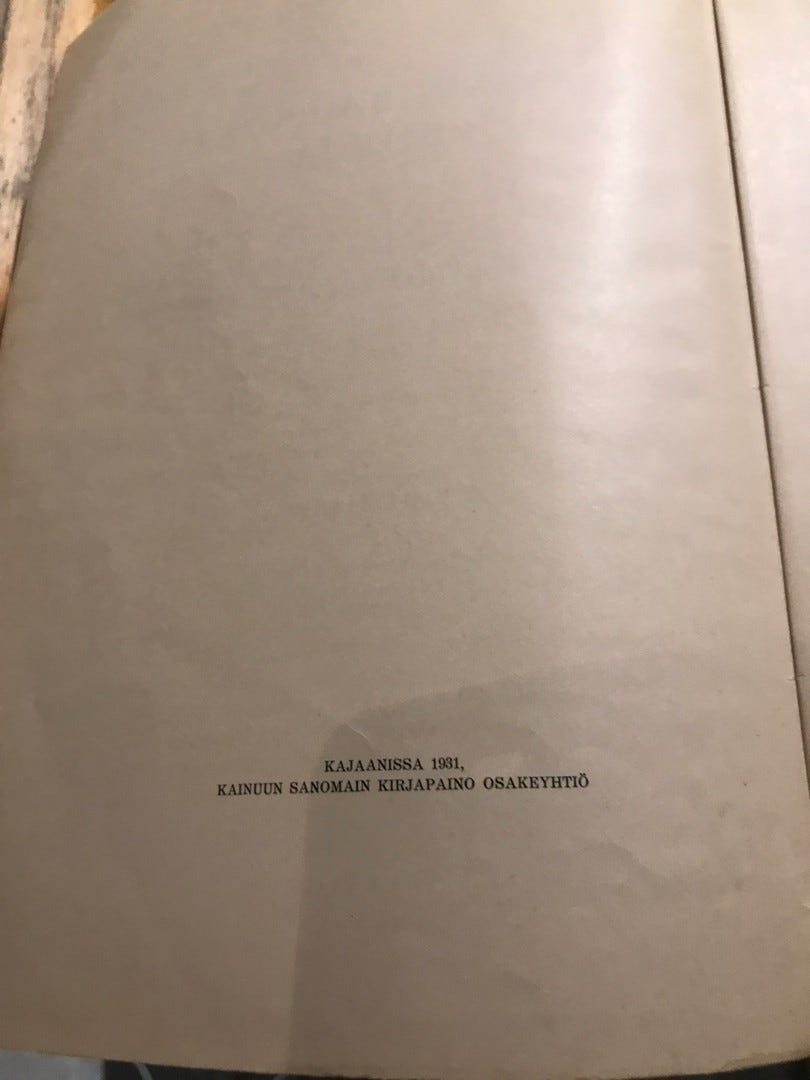 KAJAANISSA 1931,
KAINUUN SANOMAIN KIRJAPAINO OSAKEYHTIÖ